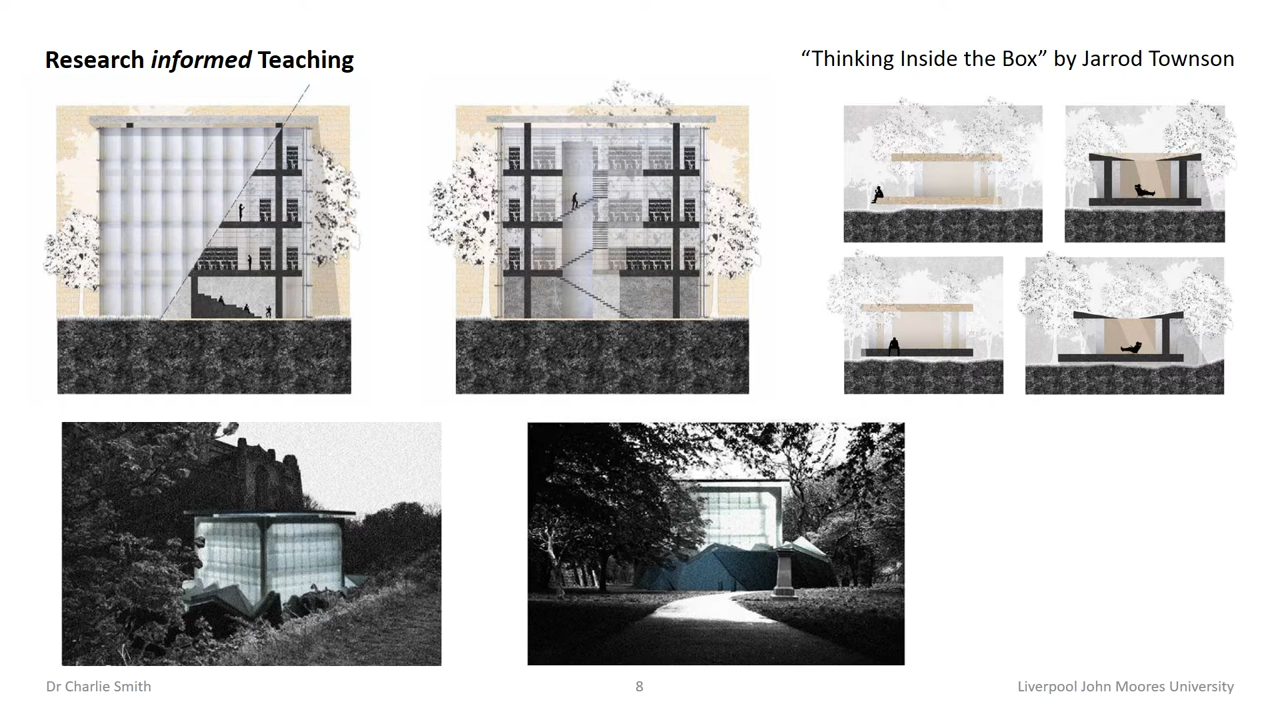 Research informed Teaching
“Thinking Inside the Box” by Jarrod Townson
Dr Charlie Smith
8
Liverpool John Moores University